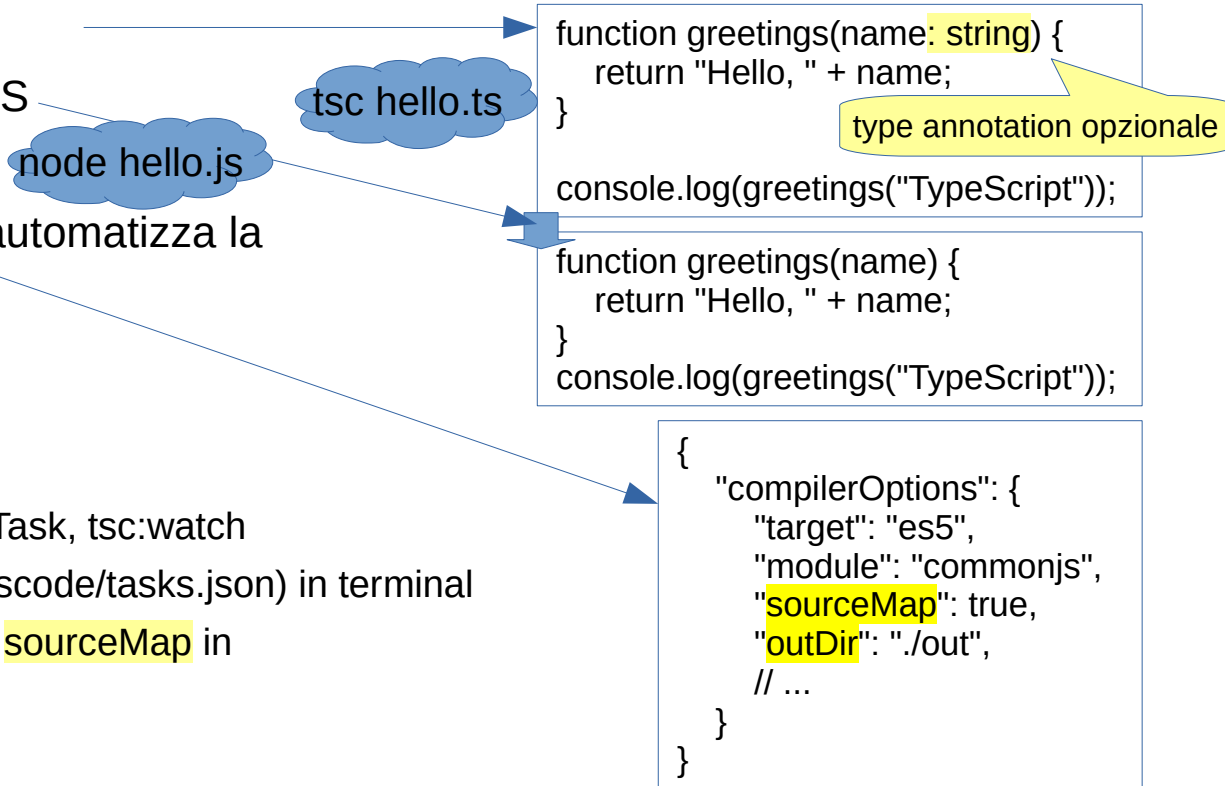 function greetings(name: string) {
return "Hello, " + name;
}
console.log(greetings("TypeScript"));
type annotation opzionale
tsc hello.ts
S
node hello.js
automatizza la
function greetings(name) {
return "Hello, " + name;
}
console.log(greetings("TypeScript"));
{
"compilerOptions": {
"target": "es5",
"module": "commonjs",
"sourceMap": true,
"outDir": "./out",
// ...
}
}
Task, tsc:watch
scode/tasks.json) in terminal
sourceMap in